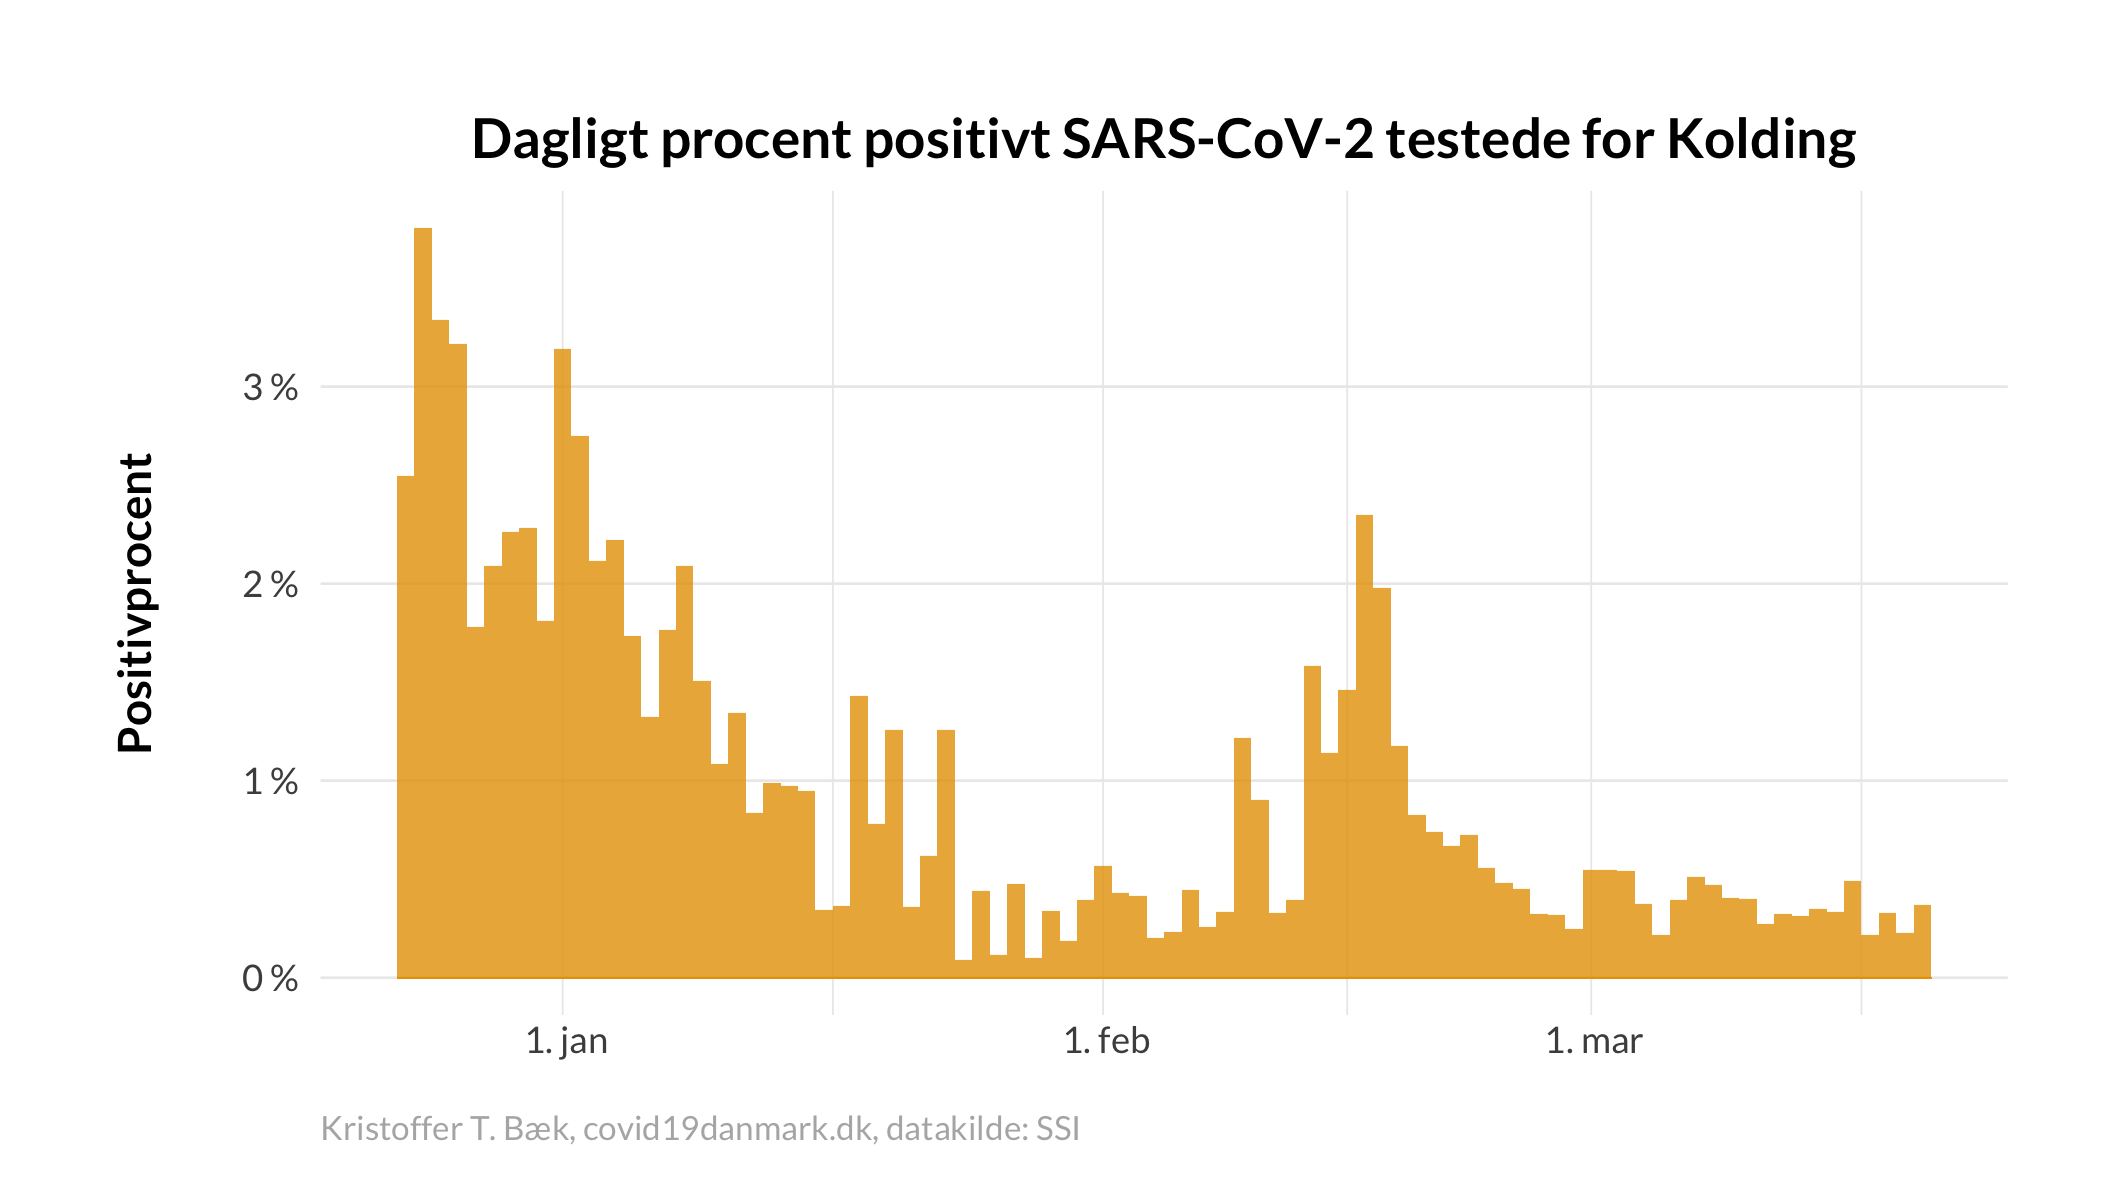 Dagligt procent positivt SARS-CoV-2 testede for Kolding
Positivprocent
3 %
2 %
1 %
0 %
1. jan
1. feb
1. mar
Kristoffer T. Bæk, covid19danmark.dk, datakilde: SSI